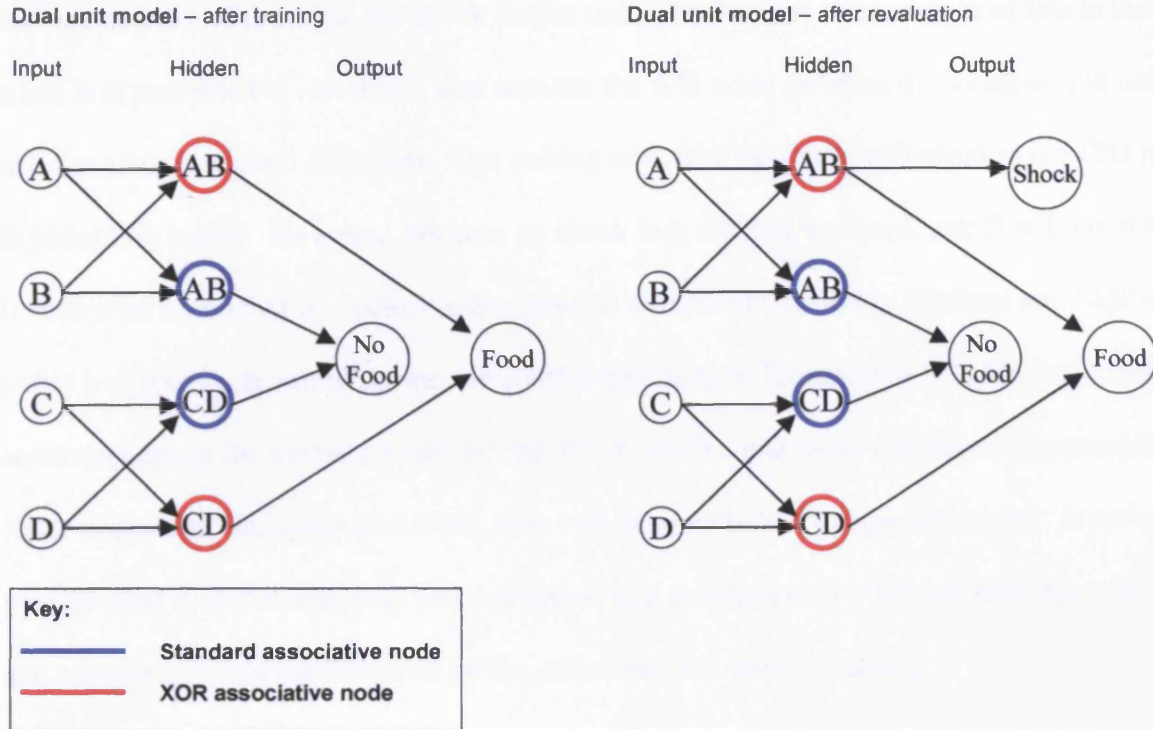 Dual unit model – after training
Input Hidden Output
A
B
C
D
AB
AB
CD
CD
No
Food
Food
Key:
Standard associative node
XOR associative node
Dual unit model – after revaluation
Input Hidden Output
A
B
C
D
AB
AB
CD
CD
Shock
No
Food
Food